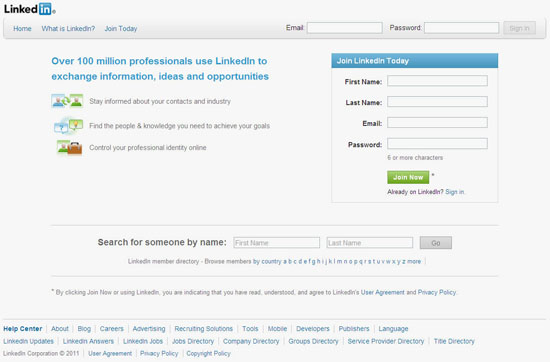 Linked in®
Home What is LinkedIn? Join Today Email: Password: Sign in
Over 100 million professionals use LinkedIn to
exchange information, ideas and opportunities
Stay informed about your contacts and industry
Find the people & knowledge you need to achieve your goals
Control your professional identity online
Join LinkedIn Today
First Name:
Last Name:
Email:
Password:
6 or more characters
Join Now *
Already on LinkedIn? Sign in.
Search for someone by name: First Name Last Name Go
LinkedIn member directory - Browse members by country a b c d e f g h i j k l m n o p q r s t u v w x y z more
* By clicking Join Now or using LinkedIn, you are indicating that you have read, understood, and agree to LinkedIn's User Agreement and Privacy Policy.
Help Center | About | Blog | Careers | Advertising | Recruiting Solutions | Tools | Mobile | Developers | Publishers | Language
LinkedIn Updates | LinkedIn Answers | LinkedIn Jobs | Jobs Directory | Company Directory | Groups Directory | Service Provider Directory | Title Directory
LinkedIn Corporation © 2011 | User Agreement | Privacy Policy | Copyright Policy